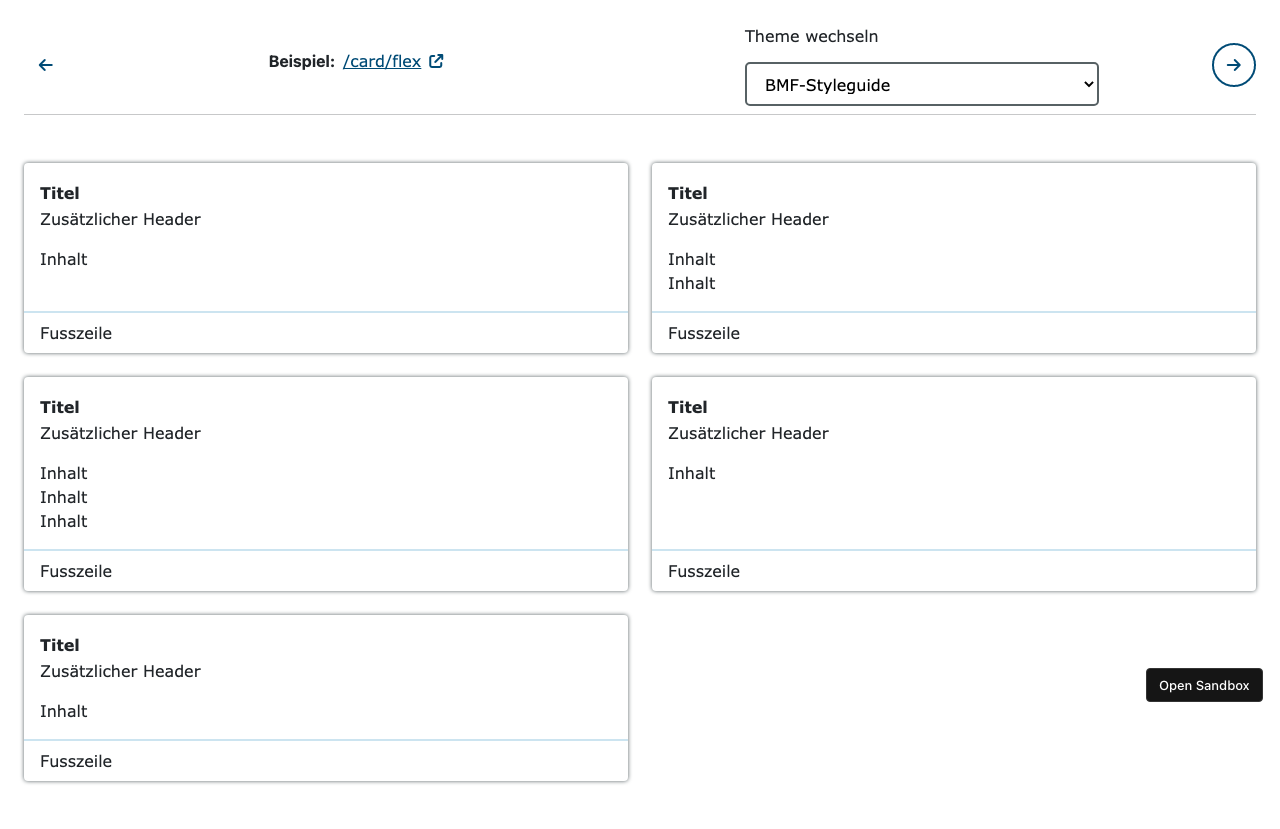 Beispiel: /card/flex
Theme wechseln
BMF-Styleguide
Titel
Zusätzlicher Header
Inhalt
Fusszeile
Titel
Zusätzlicher Header
Inhalt
Inhalt
Fusszeile
Titel
Zusätzlicher Header
Inhalt
Inhalt
Inhalt
Fusszeile
Titel
Zusätzlicher Header
Inhalt
Fusszeile
Titel
Zusätzlicher Header
Inhalt
Fusszeile
Open Sandbox